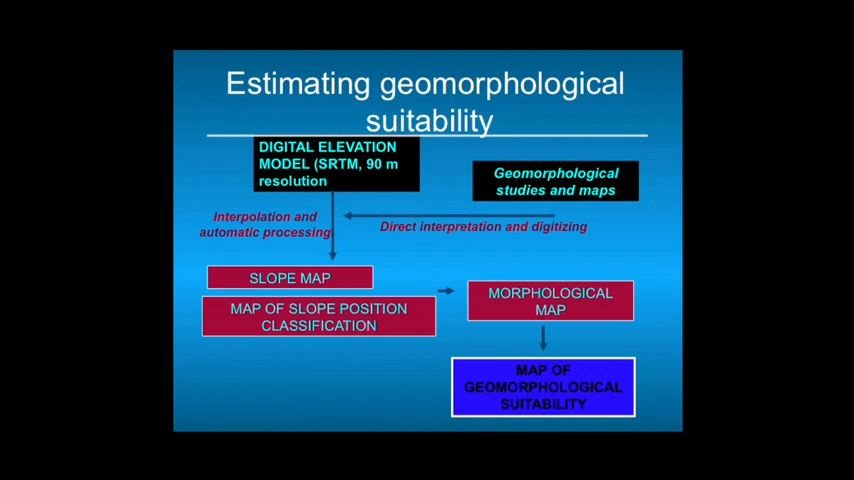 Estimating geomorphological
suitability
DIGITAL ELEVATION
MODEL (SRTM, 90 m
resolution
Geomorphological
studies and maps
Interpolation and
automatic processing
Direct interpretation and digitizing
SLOPE MAP
MAP OF SLOPE POSITION
CLASSIFICATION
MORPHOLOGICAL
MAP
MAP OF
GEOMORPHOLOGICAL
SUITABILITY